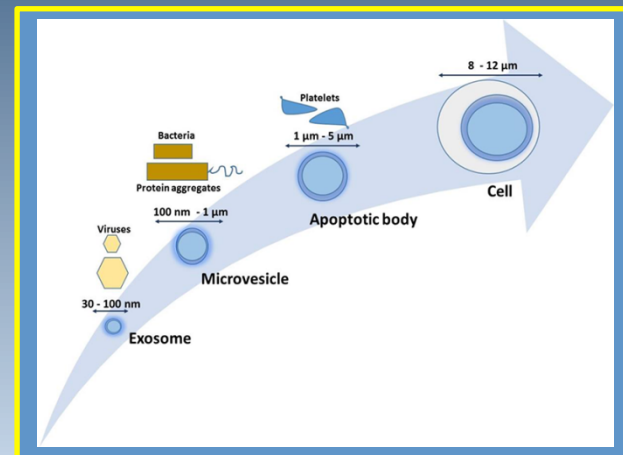 8 - 12 µm
Platelets
1 µm - 5 µm
Bacteria
Protein aggregates
Cell
100 nm - 1 µm
Apoptotic body
Viruses
Microvesicle
30 - 100 nm
Exosome